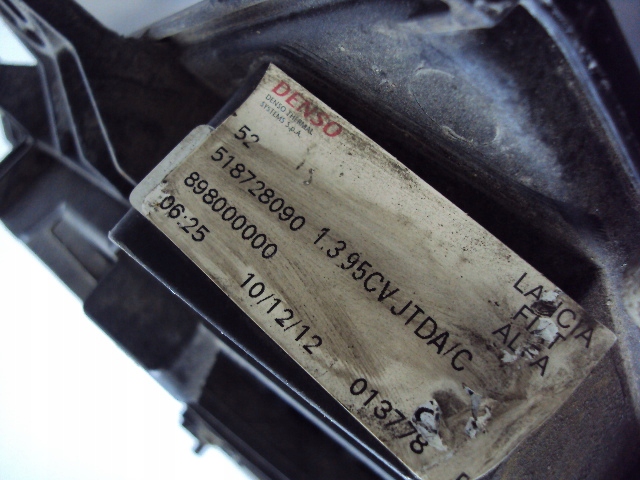 DENSO
DENSO THERMAL
SYSTEMS S.p.A.
52
518728090 1.3 95CV JTDA/C
898000000
06:25 10/12/12 013778
LANCIA
FIAT
ALFA